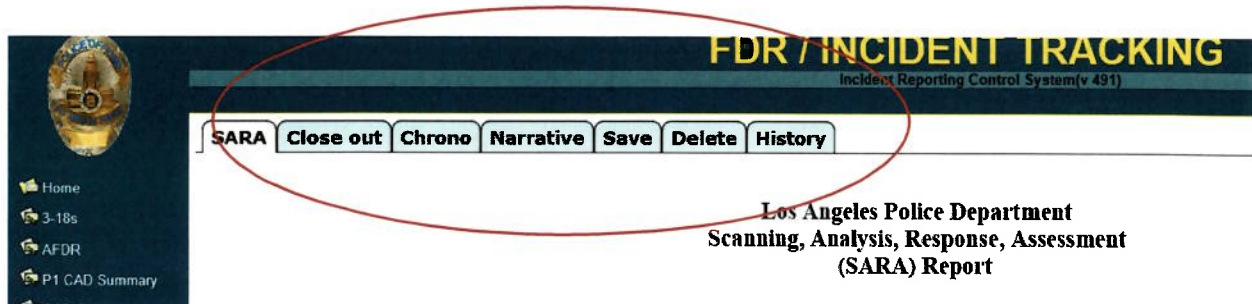 FDR / INCIDENT TRACKING
Incident Reporting Control System(v 491)
SARA Close out Chrono Narrative Save Delete History
Home
3-18s
AFDR
P1 CAD Summary
Los Angeles Police Department
Scanning, Analysis, Response, Assessment
(SARA) Report